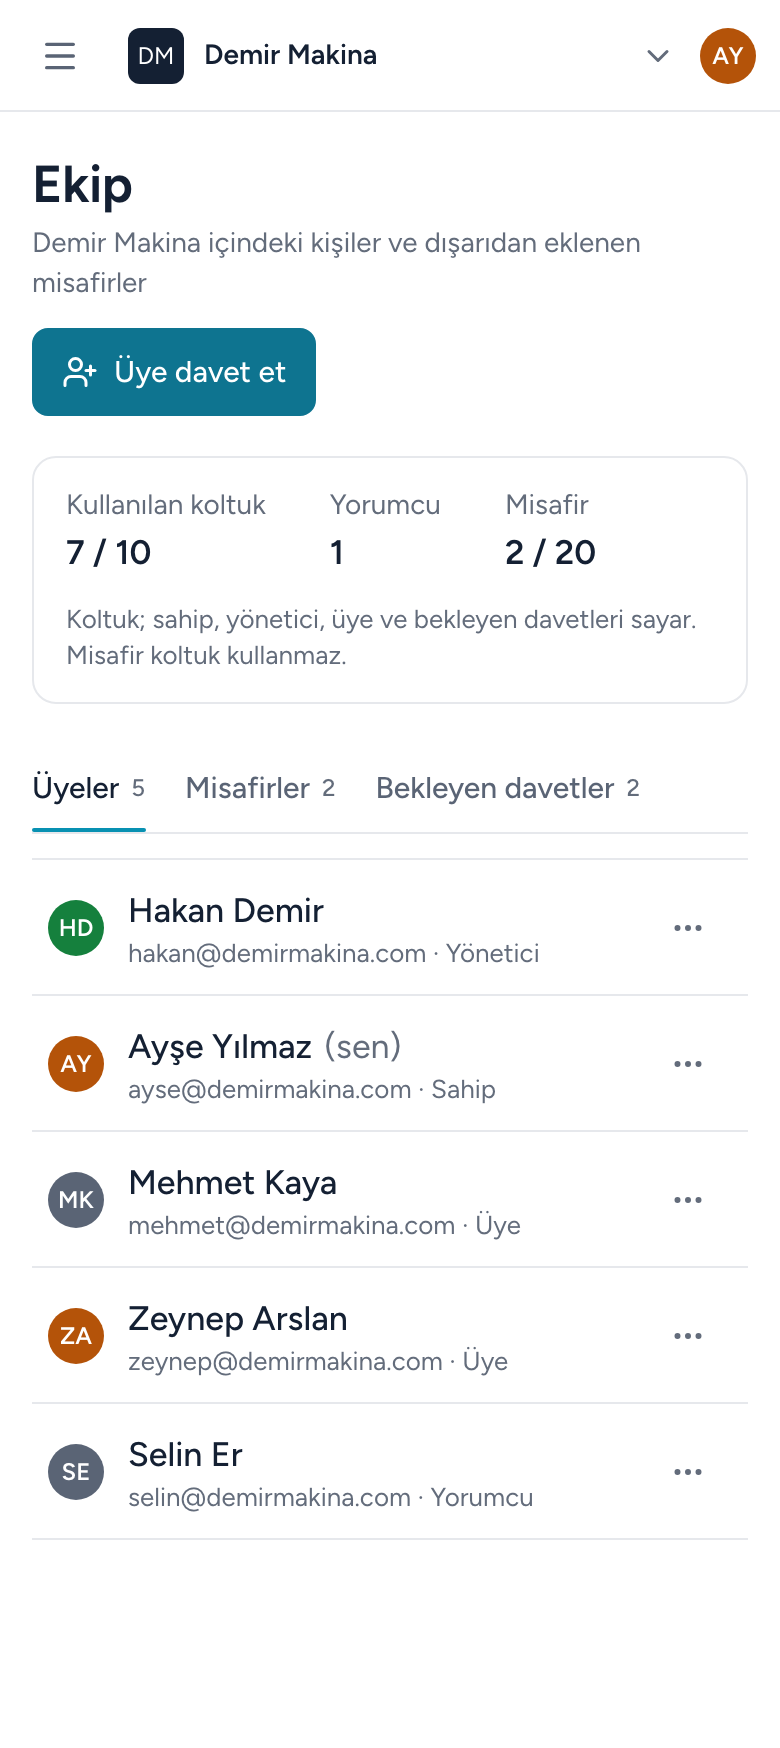 DM Demir Makina AY
Ekip
Demir Makina içindeki kişiler ve dışarıdan eklenen
misafirler
Üye davet et
Kullanılan koltuk Yorumcu Misafir
7 / 10 1 2 / 20
Koltuk; sahip, yönetici, üye ve bekleyen davetleri sayar.
Misafir koltuk kullanmaz.
Üyeler 5 Misafirler 2 Bekleyen davetler 2
HD Hakan Demir
hakan@demirmakina.com · Yönetici
AY Ayşe Yılmaz (sen)
ayse@demirmakina.com · Sahip
MK Mehmet Kaya
mehmet@demirmakina.com · Üye
ZA Zeynep Arslan
zeynep@demirmakina.com · Üye
SE Selin Er
selin@demirmakina.com · Yorumcu